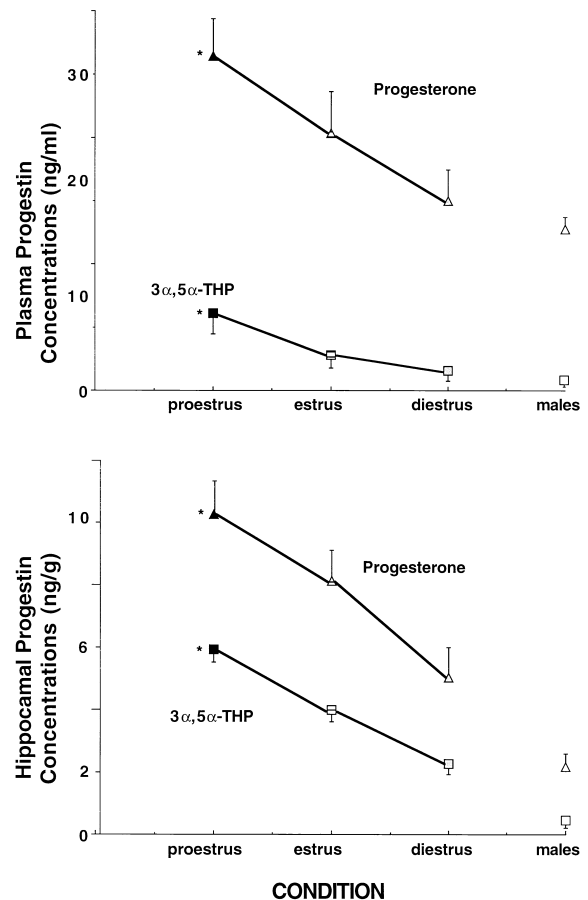 Plasma Progestin
Concentrations (ng/ml)
30
20
10
0
*
Progesterone
3α,5α-THP
*
proestrus estrus diestrus males
Hippocamal Progestin
Concentrations (ng/g)
10
6
2
0
*
Progesterone
*
3α,5α-THP
proestrus estrus diestrus males
CONDITION